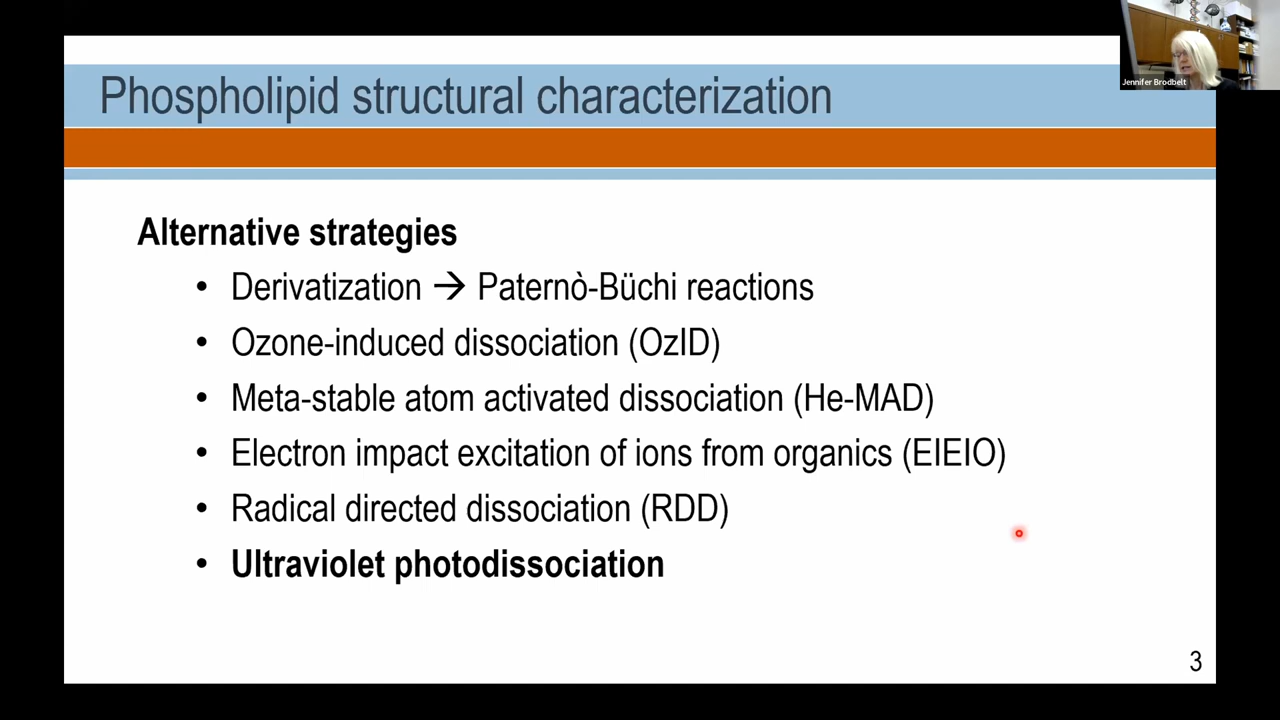 Jennifer Brodbelt
Phospholipid structural characterization
Alternative strategies
• Derivatization → Paternò-Büchi reactions
• Ozone-induced dissociation (OzID)
• Meta-stable atom activated dissociation (He-MAD)
• Electron impact excitation of ions from organics (EIEIO)
• Radical directed dissociation (RDD)
• Ultraviolet photodissociation
3